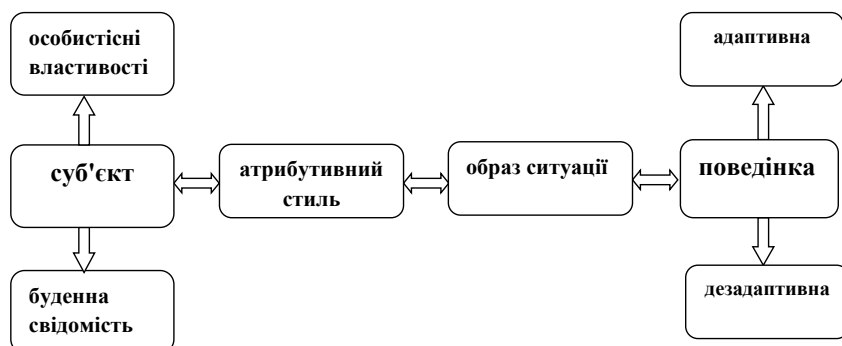 особистісні
властивості
адаптивна
суб'єкт
атрибутивний
стиль
образ ситуації
поведінка
буденна
свідомість
дезадаптивна